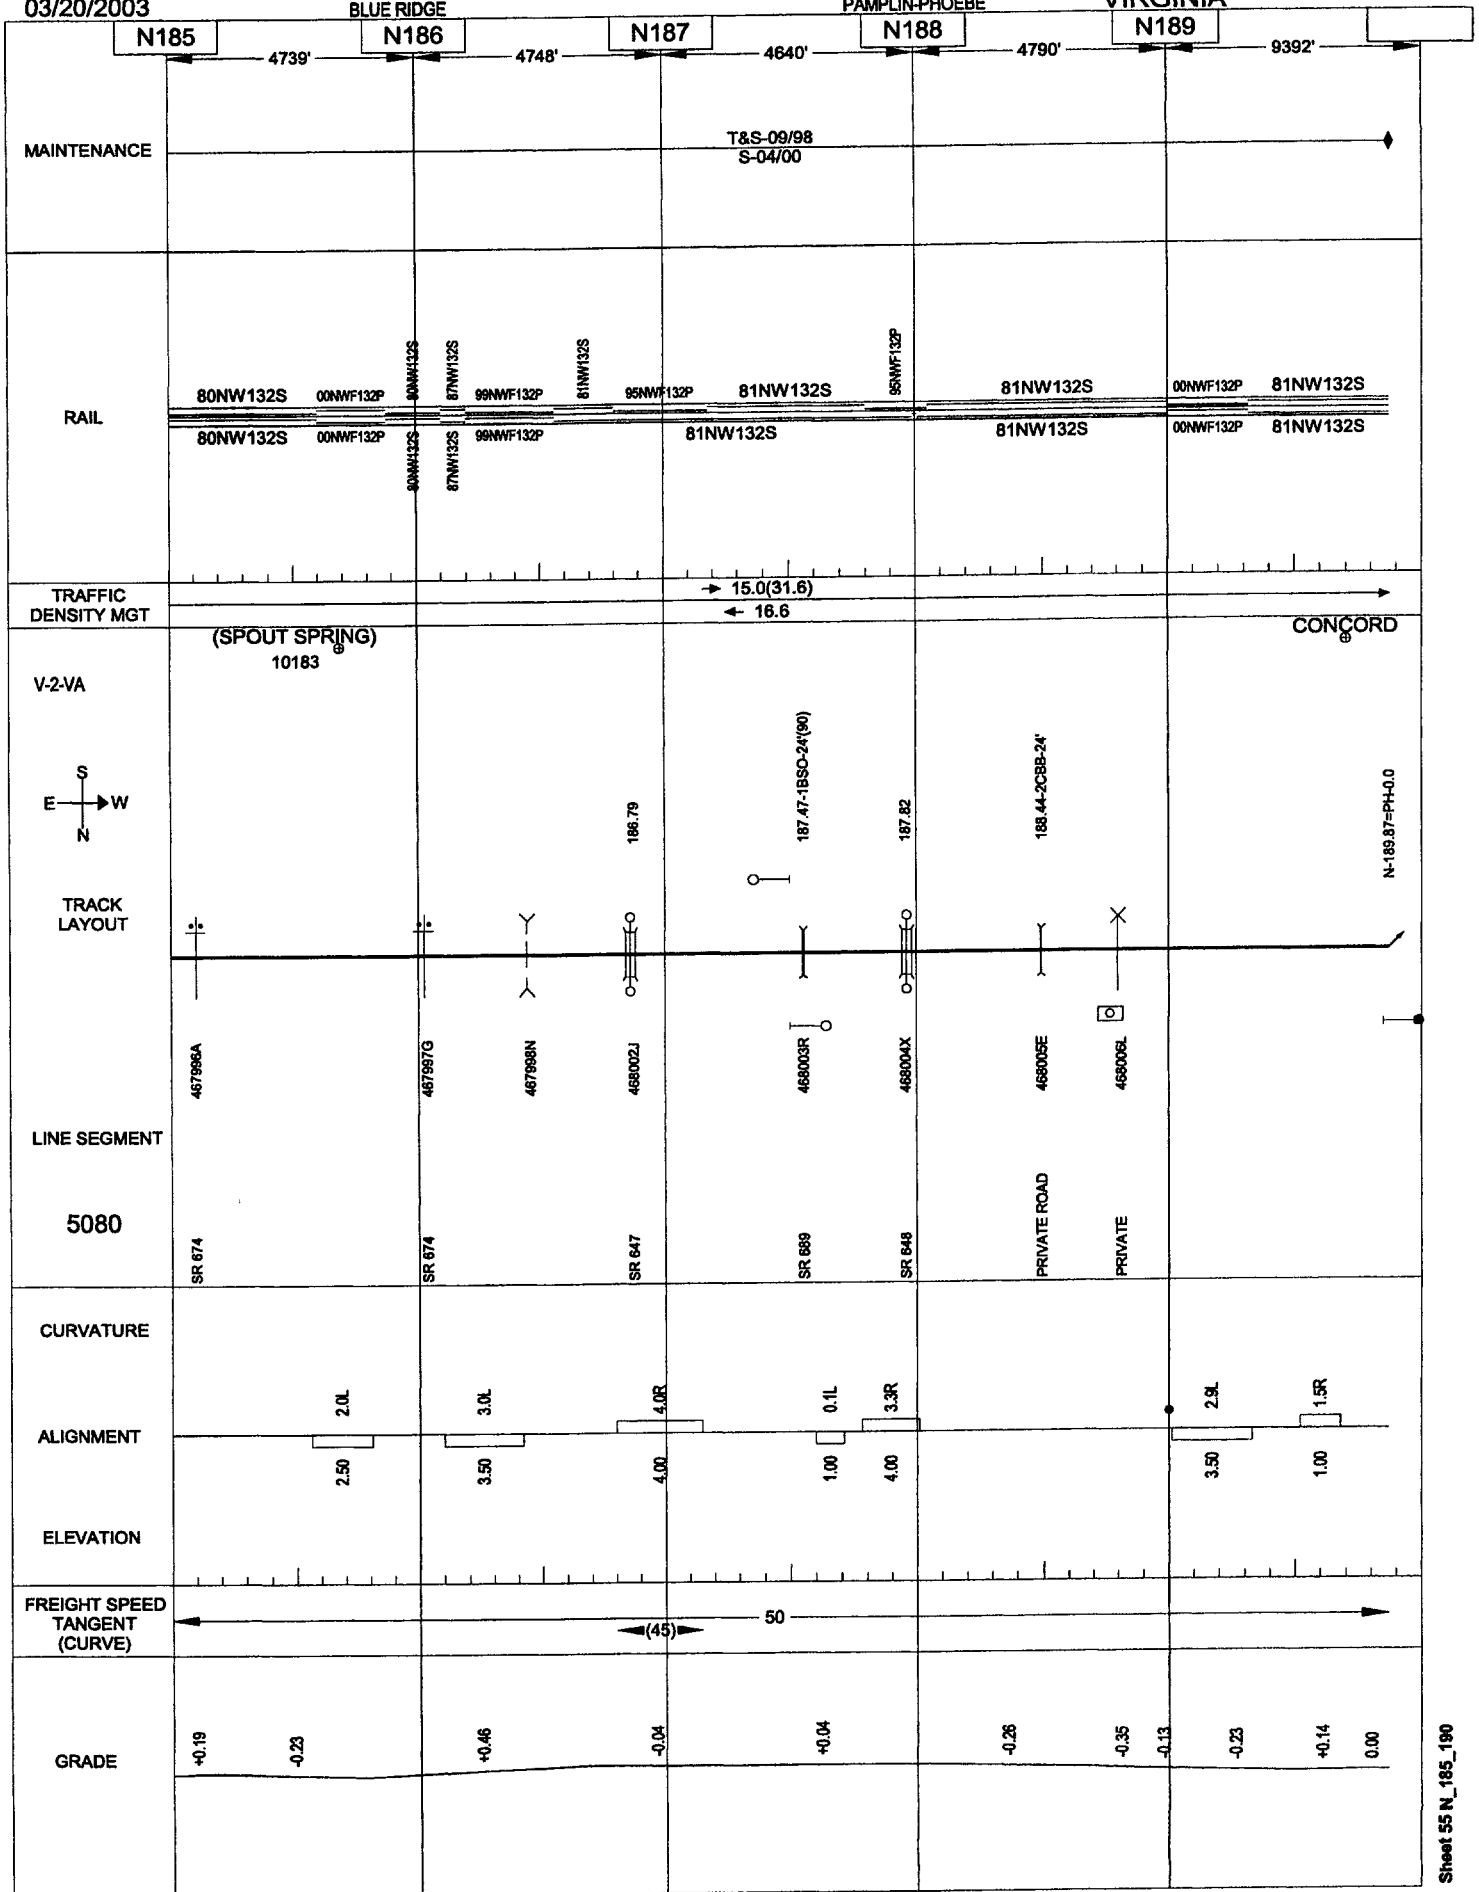 03/20/2003
BLUE RIDGE
PAMPLIN-PHOEBE
VIRGINIA
N185
N186
N187
N188
N189
4739'
4748'
4640'
4790'
9392'
MAINTENANCE
T&S-09/98
S-04/00
RAIL
80NW132S
00NWF132P
80NW132S
87NW132S
99NWF132P
81NW132S
95NWF132P
81NW132S
95NWF132P
81NW132S
00NWF132P
81NW132S
80NW132S
00NWF132P
80NW132S
87NW132S
99NWF132P
81NW132S
81NW132S
00NWF132P
81NW132S
TRAFFIC
DENSITY MGT
15.0(31.6)
16.6
(SPOUT SPRING)
10183
CONCORD
V-2-VA
S
E W
N
186.79
187.47-1BSO-24'(90)
187.82
188.44-2CBB-24'
N-189.87=PH-0.0
TRACK
LAYOUT
467996A
467997G
467998N
468002J
468003R
468004X
468005E
468006L
LINE SEGMENT
5080
SR 674
SR 674
SR 647
SR 689
SR 648
PRIVATE ROAD
PRIVATE
CURVATURE
2.0L
3.0L
4.0R
0.1L
3.3R
2.9L
1.5R
ALIGNMENT
2.50
3.50
4.00
1.00
4.00
3.50
1.00
ELEVATION
FREIGHT SPEED
TANGENT
(CURVE)
50
(45)
GRADE
+0.19
-0.23
+0.46
-0.04
+0.04
-0.26
-0.35
-0.13
-0.23
+0.14
0.00
Sheet 55 N_185_190